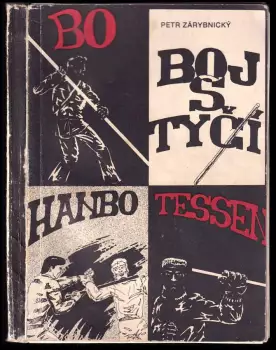 BO
PETR ZÁRYBNICKÝ
BOJ
S
TYČÍ
HANBO
TESSEN